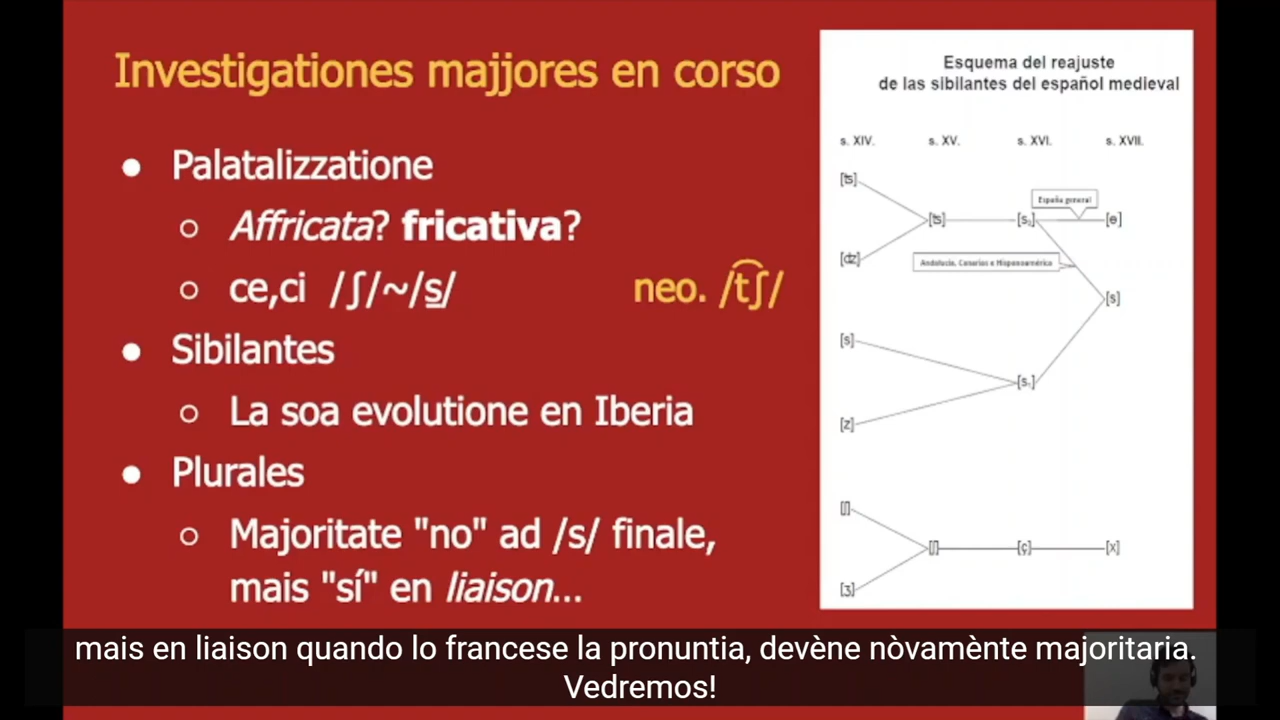 Investigationes majjores en corso
● Palatalizzatione
○ Affricata? fricativa?
○ ce,ci /ʃ/~/s̠/ neo. /t͡ʃ/
● Sibilantes
○ La soa evolutione en Iberia
● Plurales
○ Majoritate "no" ad /s/ finale,
mais "sí" en liaison...
Esquema del reajuste
de las sibilantes del español medieval
s. XIV. s. XV. s. XVI. s. XVII.
[ʦ]
España general
[ʦ] [s̪] [θ]
[ʣ]
Andalucía, Canarias e Hispanoamérica
[s]
[s]
[z]
[ʃ]
[ʃ] [ç] [x]
[ʒ]
mais en liaison quando lo francese la pronuntia, devène nòvamènte majoritaria.
Vedremos!